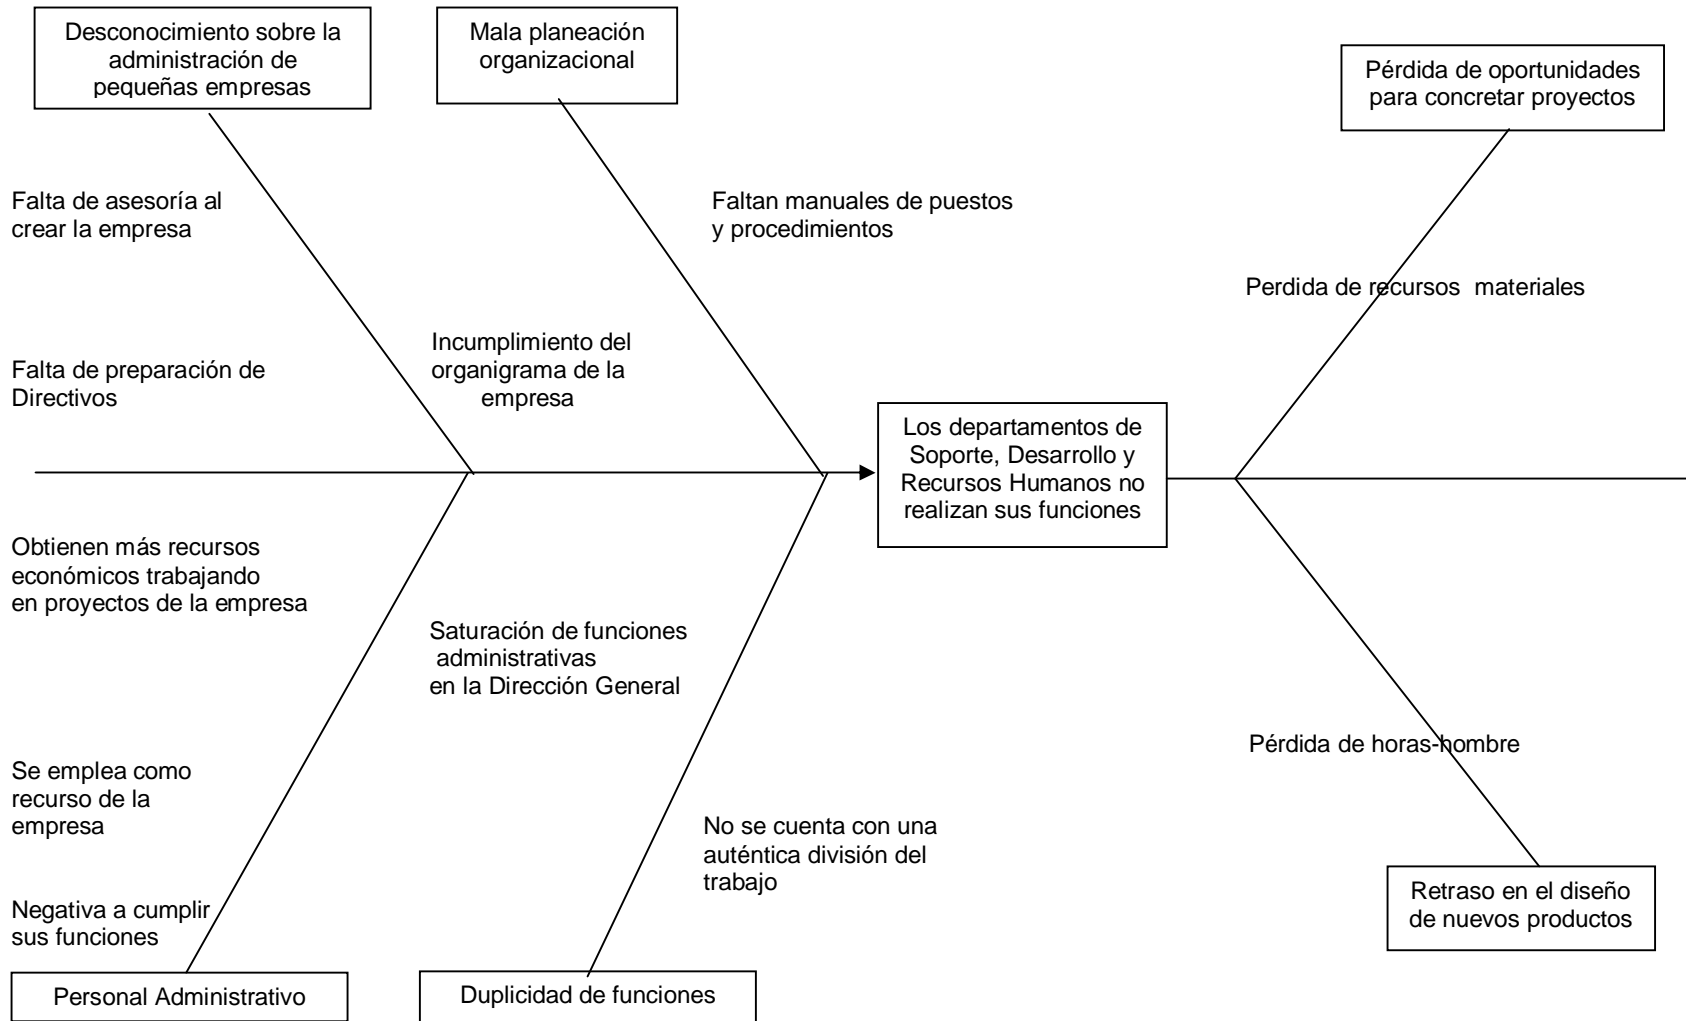 Desconocimiento sobre la
administración de
pequeñas empresas
Mala planeación
organizacional
Pérdida de oportunidades
para concretar proyectos
Falta de asesoría al
crear la empresa
Faltan manuales de puestos
y procedimientos
Perdida de recursos materiales
Falta de preparación de
Directivos
Incumplimiento del
organigrama de la
empresa
Los departamentos de
Soporte, Desarrollo y
Recursos Humanos no
realizan sus funciones
Obtienen más recursos
económicos trabajando
en proyectos de la empresa
Saturación de funciones
administrativas
en la Dirección General
Pérdida de horas-hombre
Se emplea como
recurso de la
empresa
No se cuenta con una
auténtica división del
trabajo
Negativa a cumplir
sus funciones
Retraso en el diseño
de nuevos productos
Personal Administrativo
Duplicidad de funciones